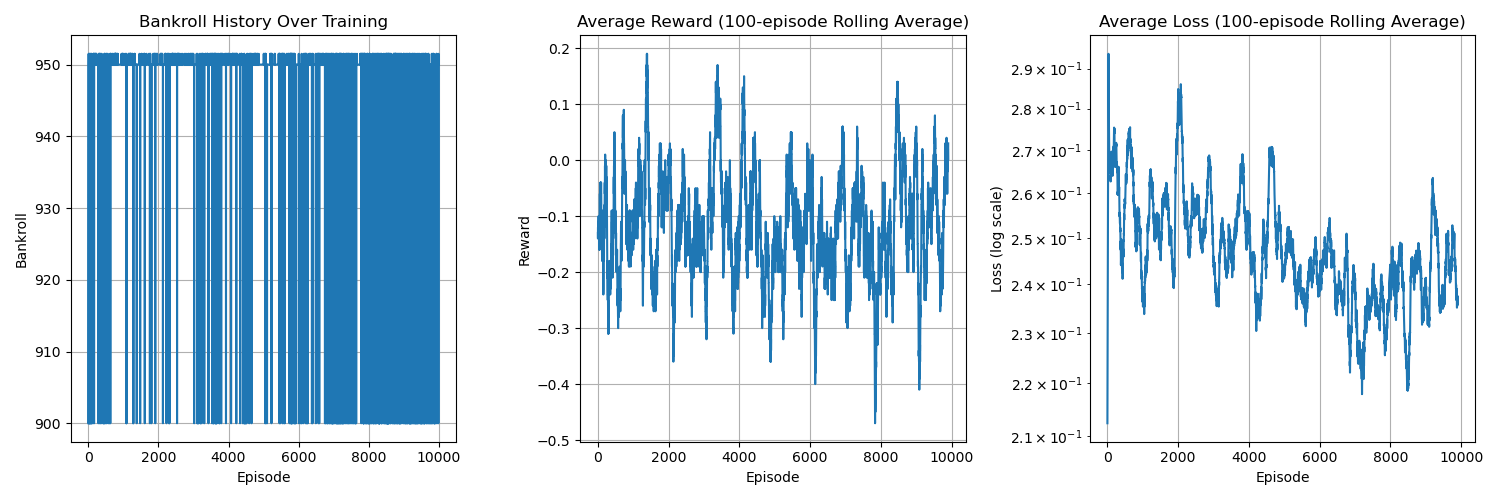 Bankroll History Over Training
Bankroll
950
940
930
920
910
900
0 2000 4000 6000 8000 10000
Episode
Average Reward (100-episode Rolling Average)
Reward
0.2
0.1
0.0
−0.1
−0.2
−0.3
−0.4
−0.5
0 2000 4000 6000 8000 10000
Episode
Average Loss (100-episode Rolling Average)
Loss (log scale)
2.9 × 10⁻¹
2.8 × 10⁻¹
2.7 × 10⁻¹
2.6 × 10⁻¹
2.5 × 10⁻¹
2.4 × 10⁻¹
2.3 × 10⁻¹
2.2 × 10⁻¹
2.1 × 10⁻¹
0 2000 4000 6000 8000 10000
Episode